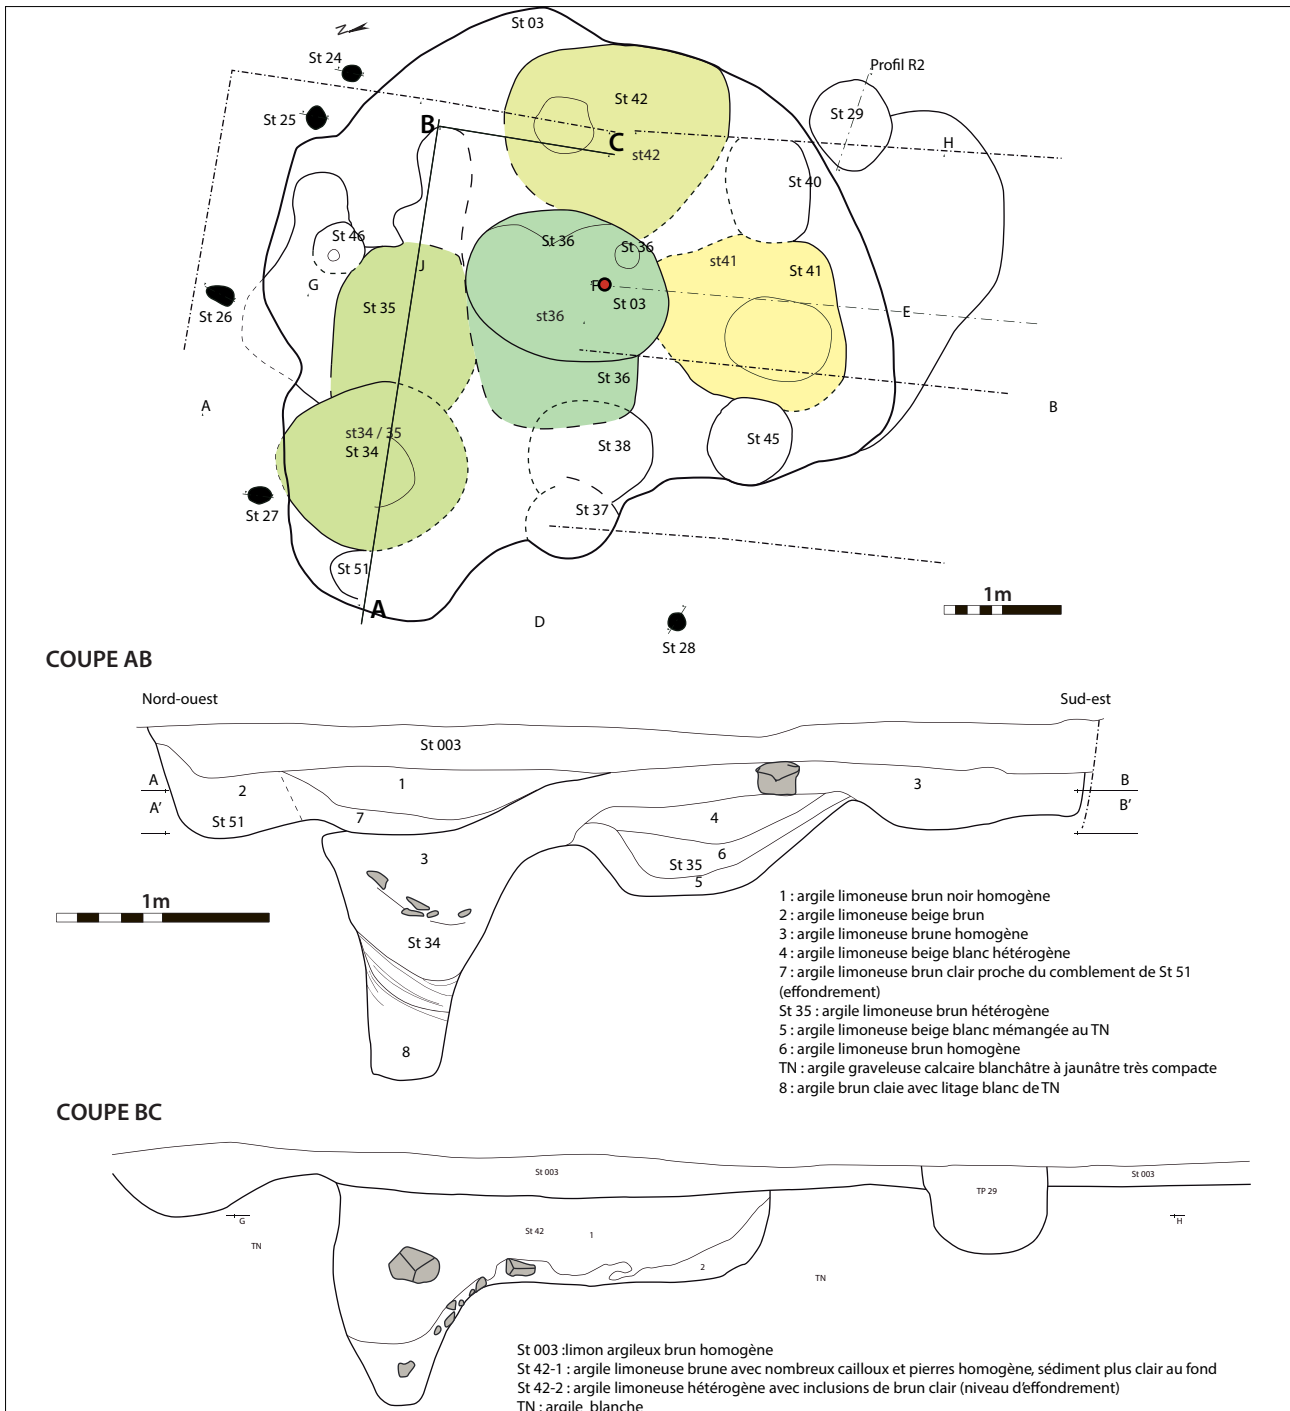 St 03
St 24
Profil R2
St 42
St 25
B
St 29
C
H
st42
St 40
St 46
St 36
St 36
st41
St 41
J
G
F
St 35
St 03
E
St 26
st36
St 36
A
B
st34 / 35
St 34
St 38
St 45
St 27
St 37
St 51
1m
A
D
St 28
COUPE AB
Nord-ouest
Sud-est
St 003
A
1
3
B
2
A'
B'
St 51
7
4
3
6
St 35
5
1 : argile limoneuse brun noir homogène
1m
2 : argile limoneuse beige brun
3 : argile limoneuse brune homogène
St 34
4 : argile limoneuse beige blanc hétérogène
7 : argile limoneuse brun clair proche du comblement de St 51
(effondrement)
St 35 : argile limoneuse brun hétérogène
5 : argile limoneuse beige blanc mémangée au TN
8
6 : argile limoneuse brun homogène
TN : argile graveleuse calcaire blanchâtre à jaunâtre très compacte
8 : argile brun claie avec litage blanc de TN
COUPE BC
St 003
St 003
TP 29
G
H
St 42
1
TN
2
TN
St 003 :limon argileux brun homogène
St 42-1 : argile limoneuse brune avec nombreux cailloux et pierres homogène, sédiment plus clair au fond
St 42-2 : argile limoneuse hétérogène avec inclusions de brun clair (niveau d'effondrement)
TN : argile blanche